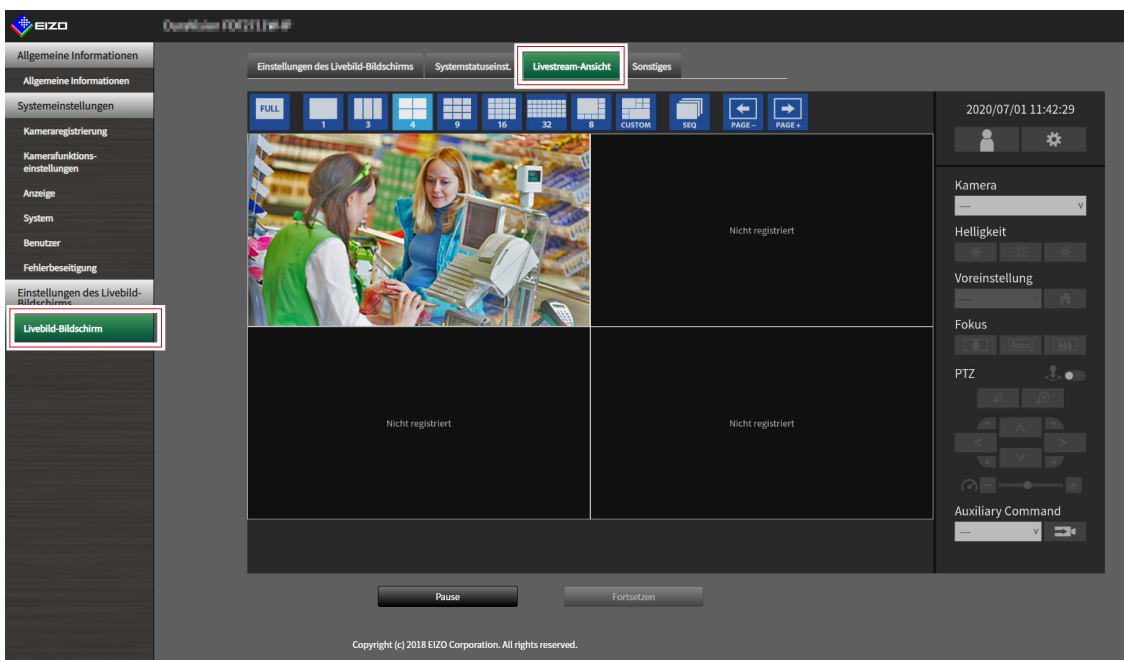 EIZO
Allgemeine Informationen
Allgemeine Informationen
Systemeinstellungen
Kameraregistrierung
Kamerafunktions-
einstellungen
Anzeige
System
Benutzer
Fehlerbeseitigung
Einstellungen des Livebild-
Bildschirms
Livebild-Bildschirm
Einstellungen des Livebild-Bildschirms
Systemstatuseinst.
Livestream-Ansicht
Sonstiges
FULL
1
3
4
9
16
32
8
CUSTOM
SEQ
PAGE-
PAGE+
Nicht registriert
Nicht registriert
Nicht registriert
2020/07/01 11:42:29
Kamera
----
Helligkeit
Voreinstellung
----
Fokus
Auto
PTZ
Auxiliary Command
----
Pause
Fortsetzen
Copyright (c) 2018 EIZO Corporation. All rights reserved.